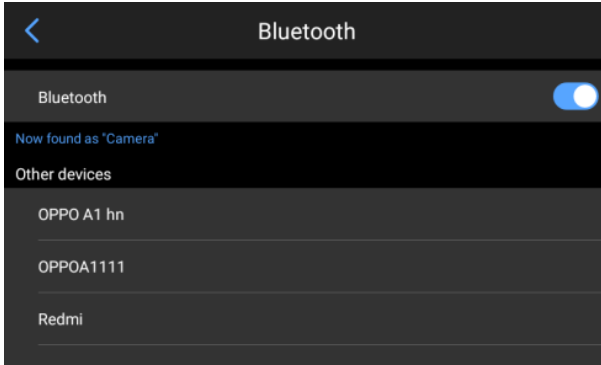 Bluetooth
Bluetooth
Now found as "Camera"
Other devices
OPPO A1 hn
OPPOA1111
Redmi